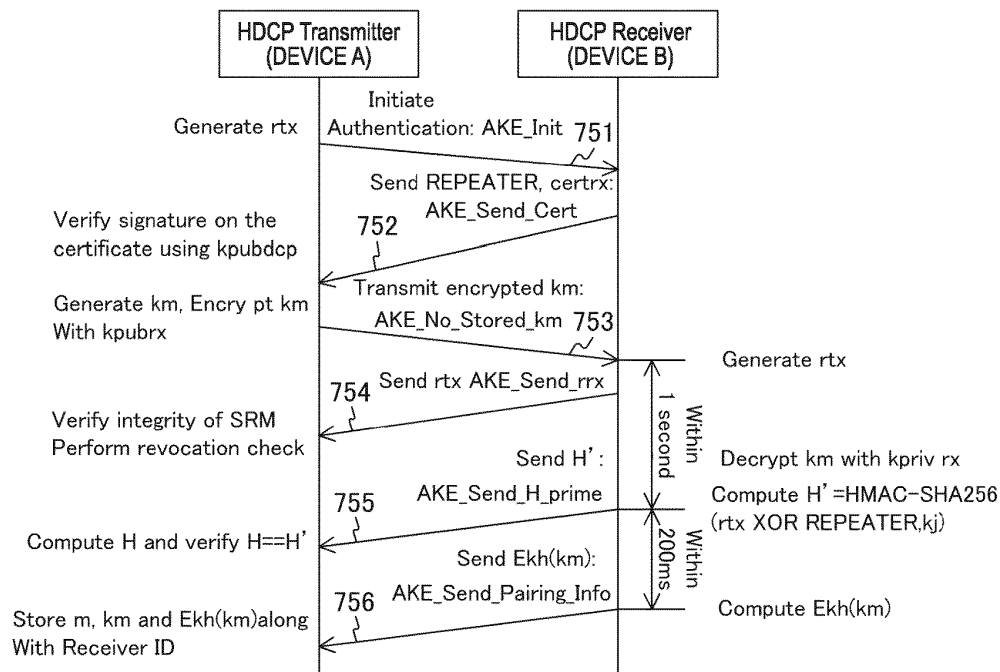 HDCP Transmitter
(DEVICE A)
HDCP Receiver
(DEVICE B)
Initiate
Authentication: AKE_Init
751
Generate rtx
Send REPEATER, certrx:
AKE_Send_Cert
752
Verify signature on the
certificate using kpubdcp
Transmit encrypted km:
AKE_No_Stored_km
753
Generate km, Encry pt km
With kpubrx
Generate rtx
Send rtx AKE_Send_rrx
754
Verify integrity of SRM
Perform revocation check
Within
1 second
Decrypt km with kpriv rx
Send H':
AKE_Send_H_prime
755
Compute H'=HMAC-SHA256
(rtx XOR REPEATER,kj)
Compute H and verify H==H'
Within
200ms
Send Ekh(km):
AKE_Send_Pairing_Info
756
Compute Ekh(km)
Store m, km and Ekh(km)along
With Receiver ID